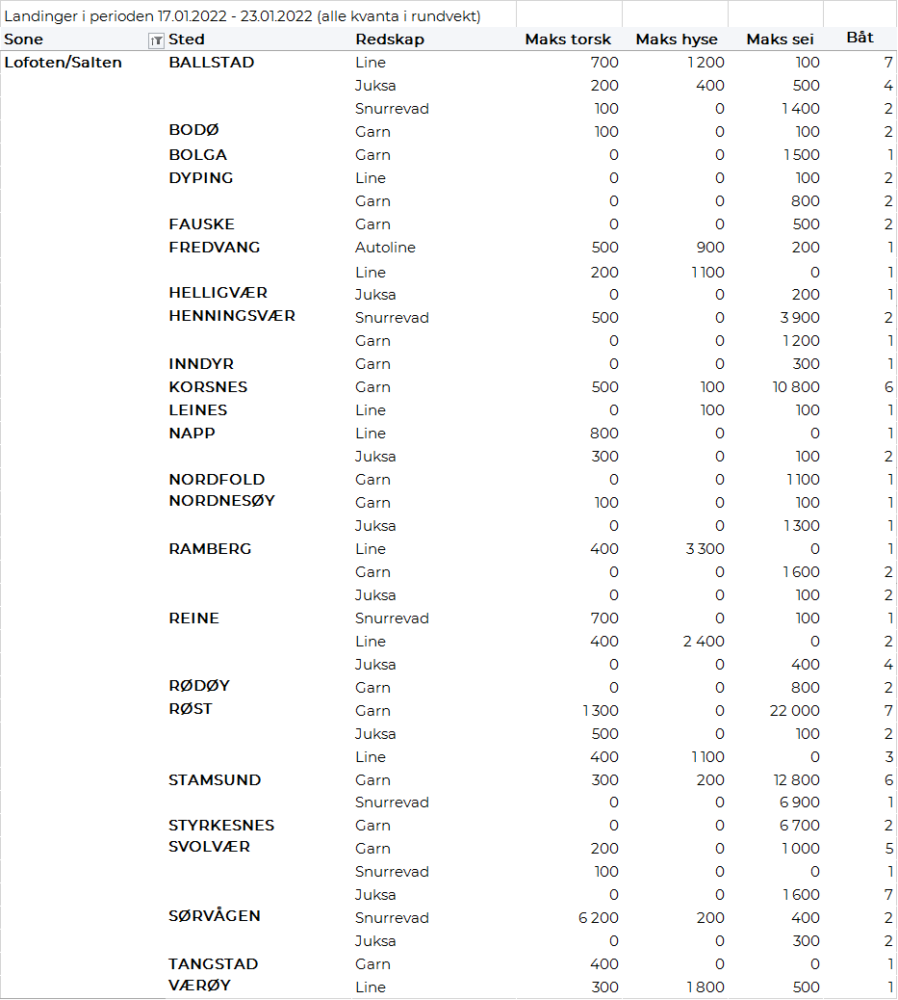 Landinger i perioden 17.01.2022 - 23.01.2022 (alle kvanta i rundvekt)
Sone Sted Redskap Maks torsk Maks hyse Maks sei Båt
Lofoten/Salten BALLSTAD Line 700 1 200 100 7
Juksa 200 400 500 4
Snurrevad 100 0 1 400 2
BODØ Garn 100 0 100 2
BOLGA Garn 0 0 1 500 1
DYPING Line 0 0 100 2
Garn 0 0 800 2
FAUSKE Garn 0 0 500 2
FREDVANG Autoline 500 900 200 1
Line 200 1 100 0 1
HELLIGVÆR Juksa 0 0 200 1
HENNINGSVÆR Snurrevad 500 0 3 900 2
Garn 0 0 1 200 1
INNDYR Garn 0 0 300 1
KORSNES Garn 500 100 10 800 6
LEINES Line 0 100 100 1
NAPP Line 800 0 0 1
Juksa 300 0 100 2
NORDFOLD Garn 0 0 1 100 1
NORDNESØY Garn 100 0 100 1
Juksa 0 0 1 300 1
RAMBERG Line 400 3 300 0 1
Garn 0 0 1 600 2
Juksa 0 0 100 2
REINE Snurrevad 700 0 100 1
Line 400 2 400 0 2
Juksa 0 0 400 4
RØDØY Garn 0 0 800 2
RØST Garn 1 300 0 22 000 7
Juksa 500 0 100 2
Line 400 1 100 0 3
STAMSUND Garn 300 200 12 800 6
Snurrevad 0 0 6 900 1
STYRKESNES Garn 0 0 6 700 2
SVOLVÆR Garn 200 0 1 000 5
Snurrevad 100 0 0 1
Juksa 0 0 1 600 7
SØRVÅGEN Snurrevad 6 200 200 400 2
Juksa 0 0 300 2
TANGSTAD Garn 400 0 0 1
VÆRØY Line 300 1 800 500 1